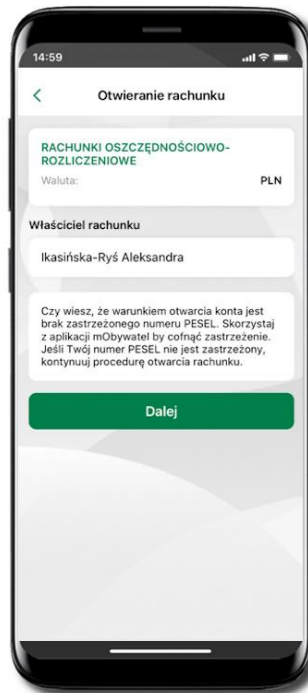 14:59
Otwieranie rachunku
RACHUNKI OSZCZĘDNOŚCIOWO-
ROZLICZENIOWE
Waluta: PLN
Właściciel rachunku
Ikasińska-Ryś Aleksandra
Czy wiesz, że warunkiem otwarcia konta jest
brak zastrzeżonego numeru PESEL. Skorzystaj
z aplikacji mObywatel by cofnąć zastrzeżenie.
Jeśli Twój numer PESEL nie jest zastrzeżony,
kontynuuj procedurę otwarcia rachunku.
Dalej